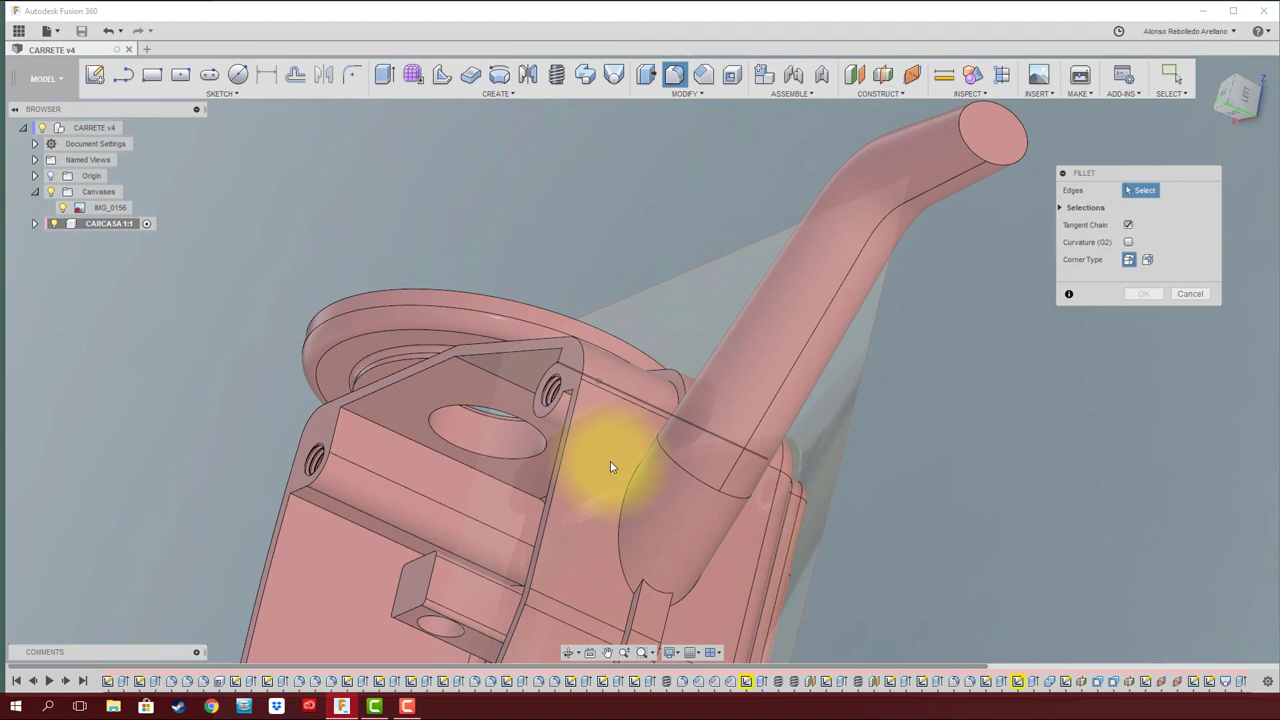 Autodesk Fusion 360
Alonso Rebolledo Arellano
CARRETE v4
MODEL
SKETCH
CREATE
MODIFY
ASSEMBLE
CONSTRUCT
INSPECT
INSERT
MAKE
ADD-INS
SELECT
BROWSER
CARRETE v4
Document Settings
Named Views
Origin
Canvases
IMG_0156
CARCASA 1:1
Z
LEFT
FILLET
Edges
Select
Selections
Tangent Chain
Curvature (G2)
Corner Type
OK
Cancel
COMMENTS